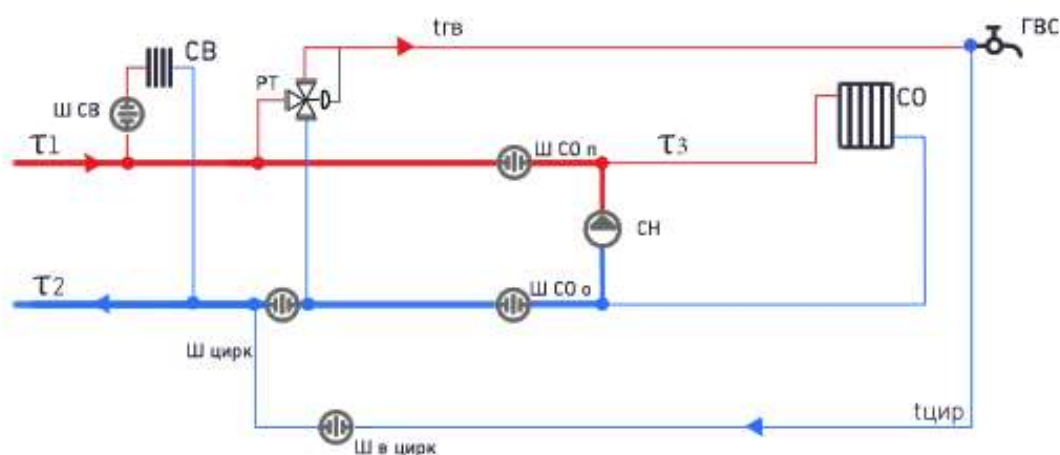 tгв
ГВС
СВ
РТ
Ш СВ
СО
τ1
Ш СО п
τ3
СН
τ2
Ш СО о
Ш цирк
tцир
Ш в цирк